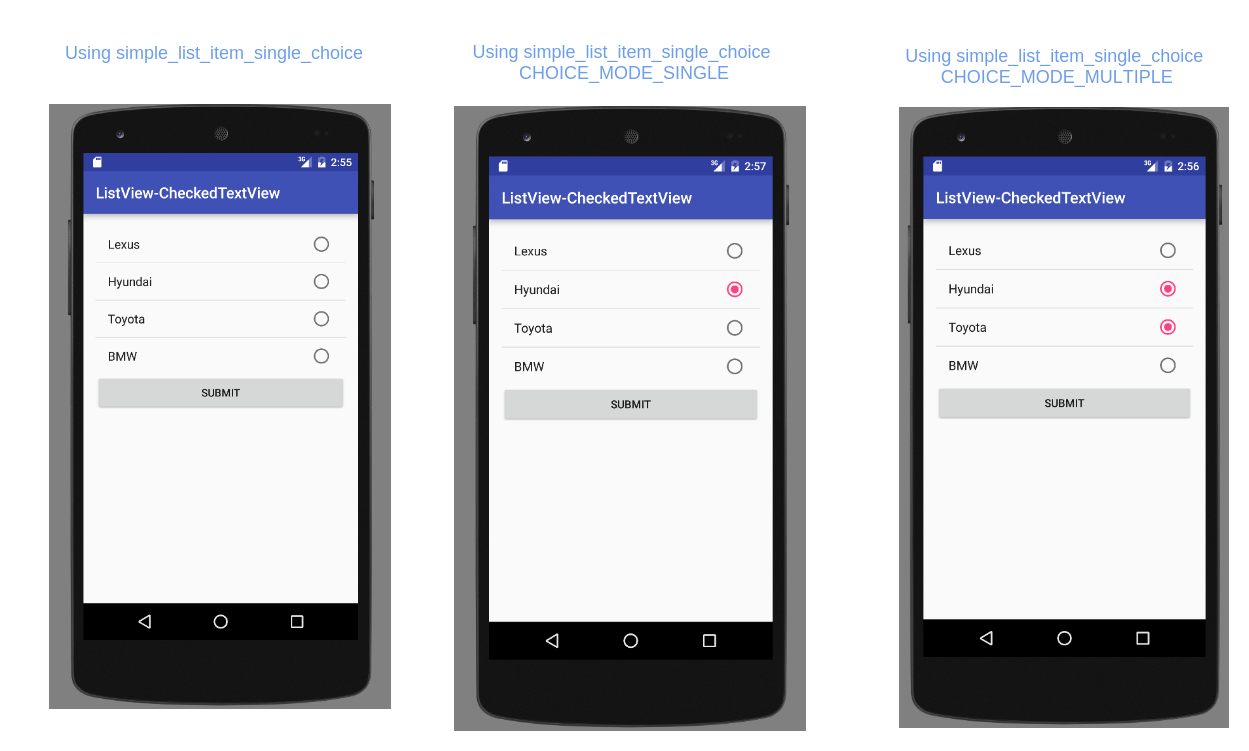 Using simple_list_item_single_choice
3G 2:55
ListView-CheckedTextView
Lexus
Hyundai
Toyota
BMW
SUBMIT
Using simple_list_item_single_choice
CHOICE_MODE_SINGLE
3G 2:57
ListView-CheckedTextView
Lexus
Hyundai
Toyota
BMW
SUBMIT
Using simple_list_item_single_choice
CHOICE_MODE_MULTIPLE
3G 2:56
ListView-CheckedTextView
Lexus
Hyundai
Toyota
BMW
SUBMIT